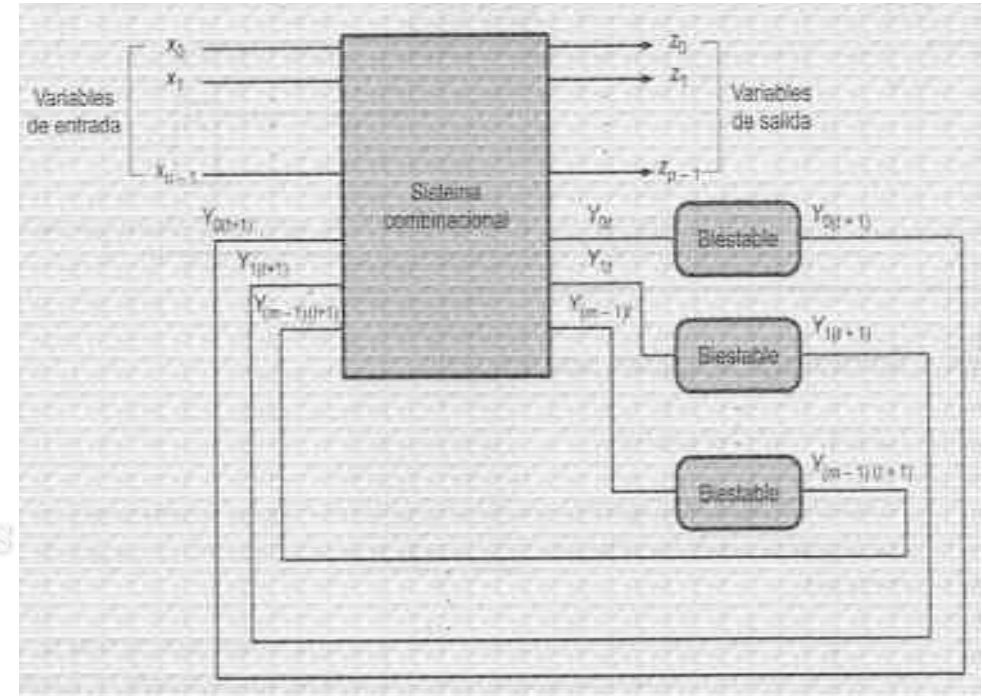 x₀
x₁
Variables
de entrada
xₙ₋₁
Sistema
combinacional
z₀
z₁
Variables
de salida
zₚ₋₁
Y₀₍ₜ₊₁₎
Y₁₍ₜ₊₁₎
Y₍ₘ₋₁₎₍ₜ₊₁₎
Y₀ₜ
Y₁ₜ
Y₍ₘ₋₁₎ₜ
Biestable
Y₀₍ₜ₊₁₎
Biestable
Y₁₍ₜ₊₁₎
Biestable
Y₍ₘ₋₁₎₍ₜ₊₁₎